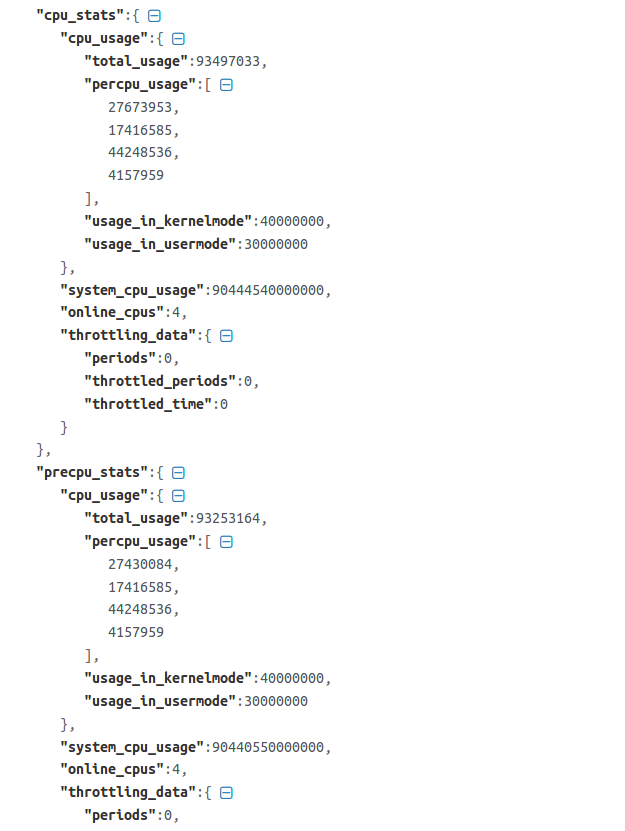 "cpu_stats":{
"cpu_usage":{
"total_usage":93497033,
"percpu_usage":[
27673953,
17416585,
44248536,
4157959
],
"usage_in_kernelmode":40000000,
"usage_in_usermode":30000000
},
"system_cpu_usage":90444540000000,
"online_cpus":4,
"throttling_data":{
"periods":0,
"throttled_periods":0,
"throttled_time":0
}
},
"precpu_stats":{
"cpu_usage":{
"total_usage":93253164,
"percpu_usage":[
27430084,
17416585,
44248536,
4157959
],
"usage_in_kernelmode":40000000,
"usage_in_usermode":30000000
},
"system_cpu_usage":90440550000000,
"online_cpus":4,
"throttling_data":{
"periods":0,